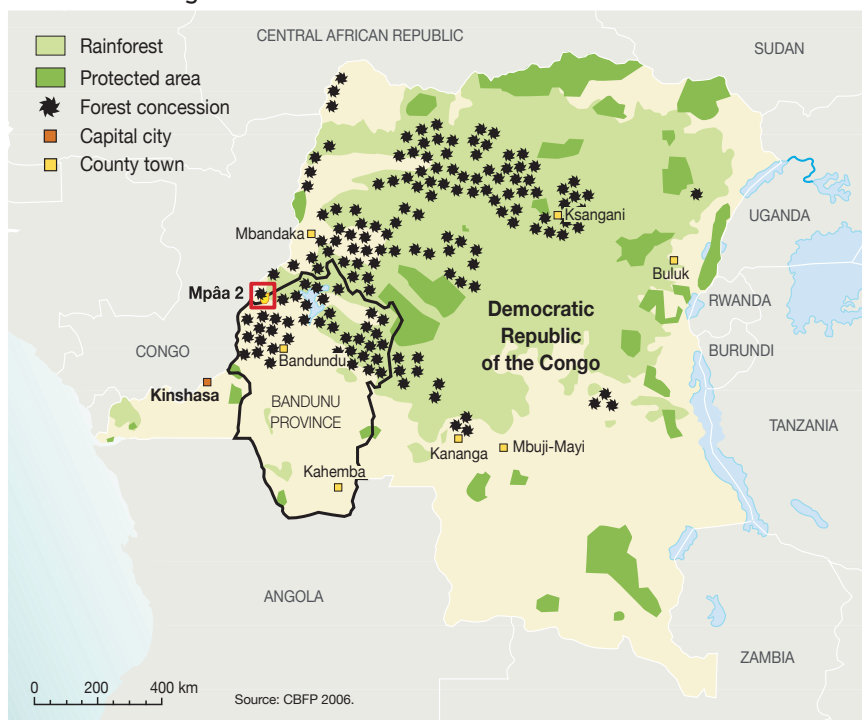 Rainforest
Protected area
Forest concession
Capital city
County town
CENTRAL AFRICAN REPUBLIC
SUDAN
UGANDA
Ksangani
Mbandaka
Buluk
Mpâa 2
RWANDA
Democratic
Republic
of the Congo
CONGO
BURUNDI
Bandundu
Kinshasa
BANDUNU
PROVINCE
TANZANIA
Kananga
Mbuji-Mayi
Kahemba
ANGOLA
ZAMBIA
0 200 400 km
Source: CBFP 2006.